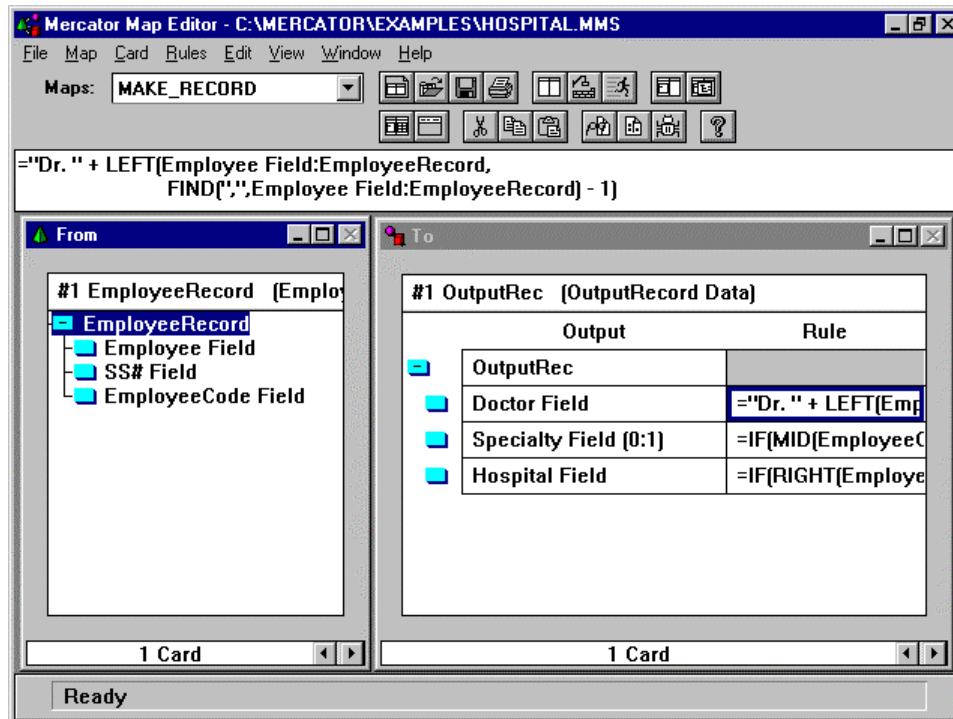 Mercator Map Editor - C:\MERCATOR\EXAMPLES\HOSPITAL.MMS
File Map Card Rules Edit View Window Help
Maps: MAKE_RECORD
="Dr. " + LEFT(Employee Field:EmployeeRecord,
FIND(",",Employee Field:EmployeeRecord) - 1)
From
#1 EmployeeRecord (Employ
EmployeeRecord
Employee Field
SS# Field
EmployeeCode Field
1 Card
To
#1 OutputRec (OutputRecord Data)
Output Rule
OutputRec
Doctor Field ="Dr. " + LEFT(Emp
Specialty Field (0:1) =IF(MID(EmployeeC
Hospital Field =IF(RIGHT(Employe
1 Card
Ready